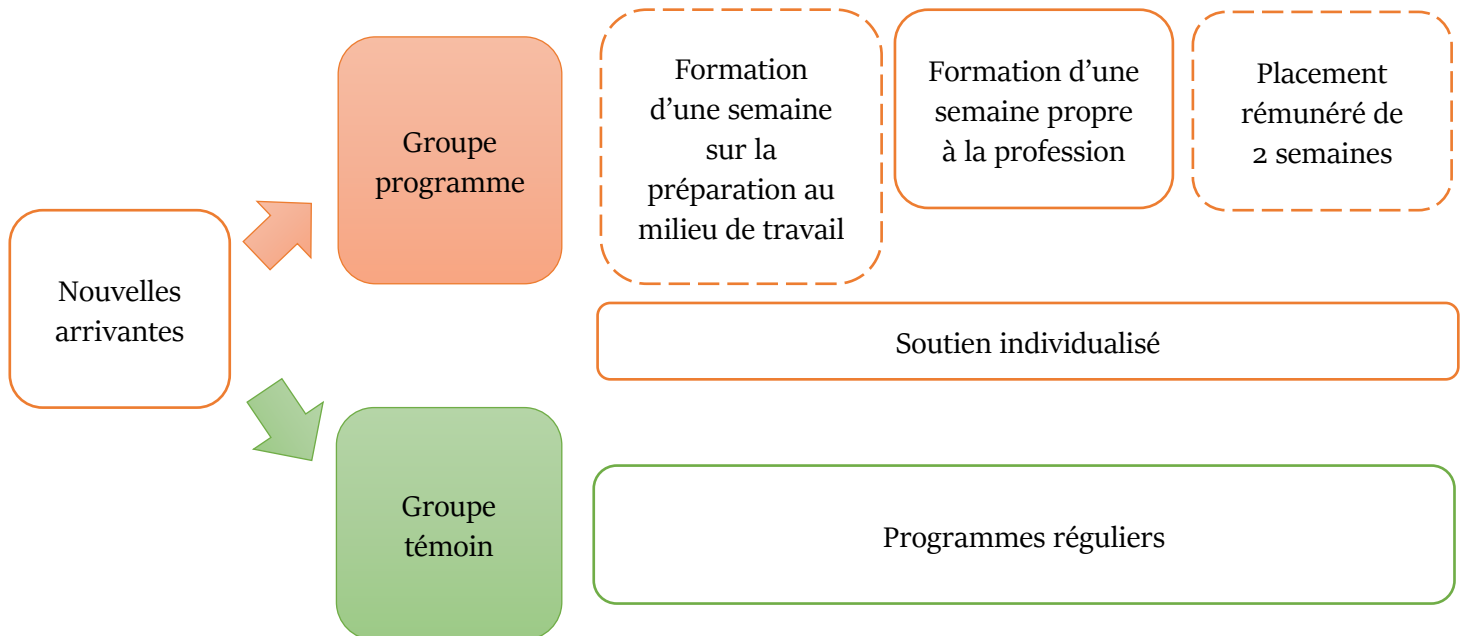 Nouvelles
arrivantes
Groupe
programme
Formation
d’une semaine
sur la
préparation au
milieu de travail
Formation d’une
semaine propre
à la profession
Placement
rémunéré de
2 semaines
Soutien individualisé
Groupe
témoin
Programmes réguliers